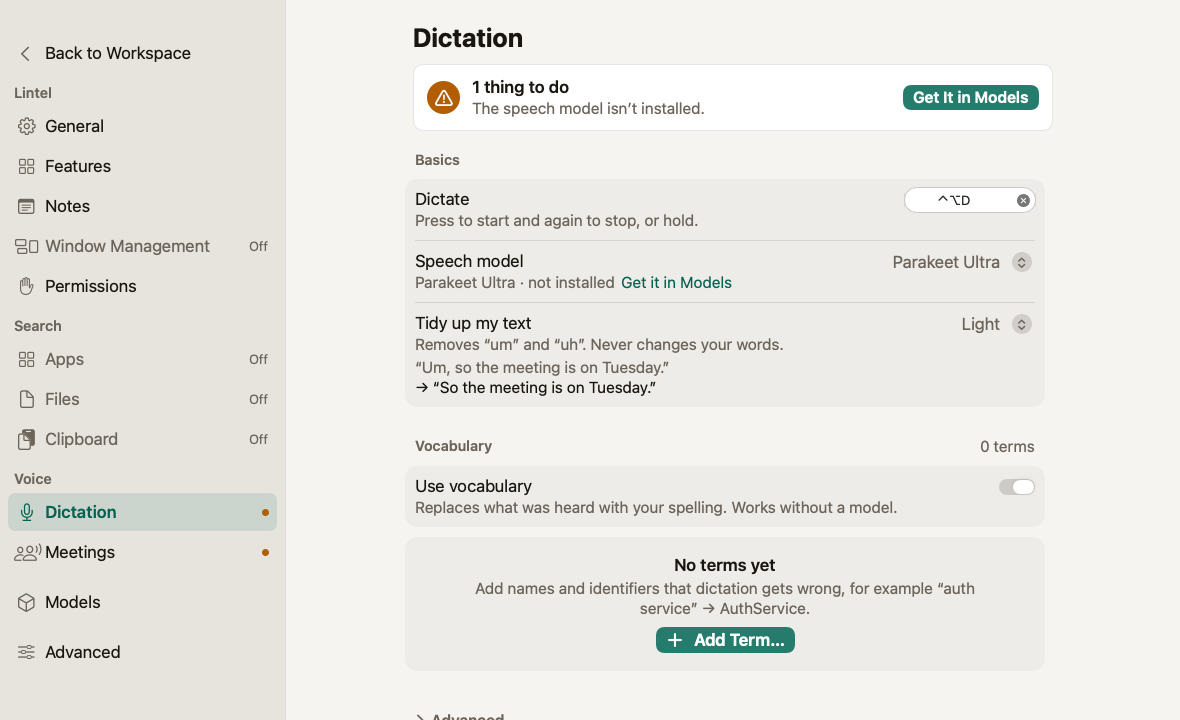 Back to Workspace
Lintel
General
Features
Notes
Window Management Off
Permissions
Search
Apps Off
Files Off
Clipboard Off
Voice
Dictation
Meetings
Models
Advanced
Dictation
1 thing to do
The speech model isn’t installed.
Get It in Models
Basics
Dictate
Press to start and again to stop, or hold.
⌃⌥D
Speech model
Parakeet Ultra · not installed Get it in Models
Parakeet Ultra
Tidy up my text
Removes “um” and “uh”. Never changes your words.
“Um, so the meeting is on Tuesday.”
→ “So the meeting is on Tuesday.”
Light
Vocabulary 0 terms
Use vocabulary
Replaces what was heard with your spelling. Works without a model.
No terms yet
Add names and identifiers that dictation gets wrong, for example “auth
service” → AuthService.
+ Add Term...
Advanced